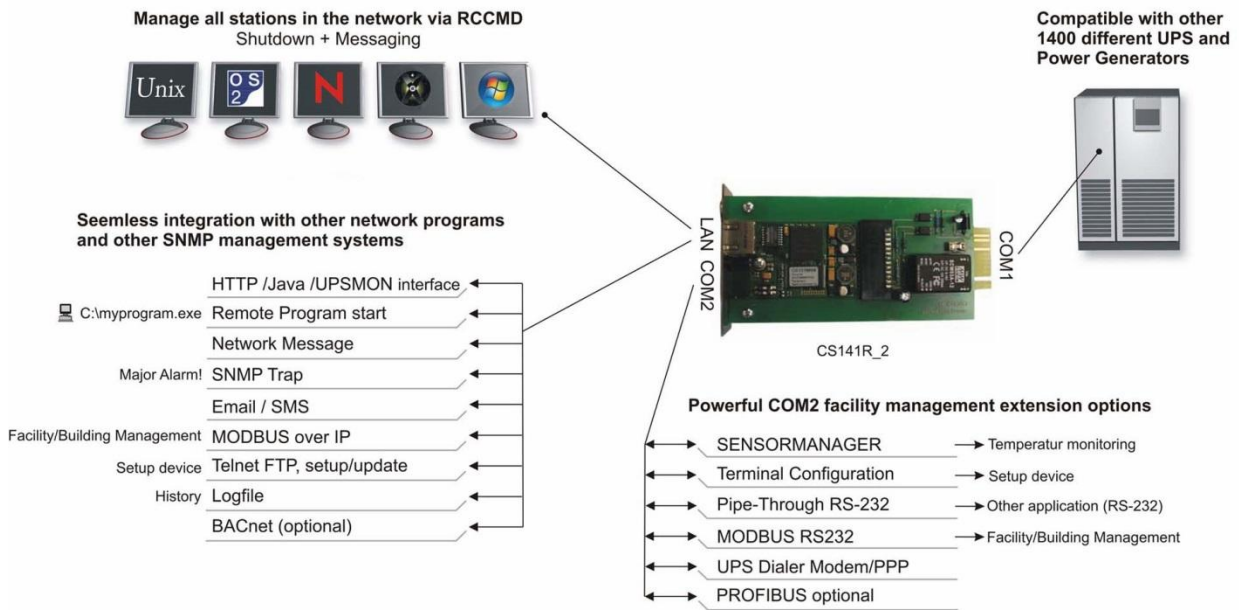 Manage all stations in the network via RCCMD
Shutdown + Messaging
Unix
OS
2
N
Compatible with other
1400 different UPS and
Power Generators
Seemless integration with other network programs
and other SNMP management systems
HTTP /Java /UPSMON interface
C:\myprogram.exe Remote Program start
Network Message
Major Alarm! SNMP Trap
Email / SMS
Facility/Building Management MODBUS over IP
Setup device Telnet FTP, setup/update
History Logfile
BACnet (optional)
LAN COM2
COM1
CS141R_2
Powerful COM2 facility management extension options
SENSORMANAGER Temperatur monitoring
Terminal Configuration Setup device
Pipe-Through RS-232 Other application (RS-232)
MODBUS RS232 Facility/Building Management
UPS Dialer Modem/PPP
PROFIBUS optional